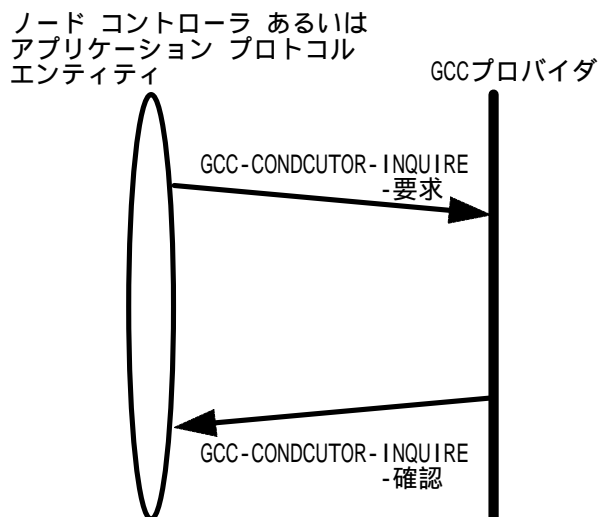 ノード コントローラ あるいは
アプリケーション プロトコル
エンティティ
GCCプロバイダ
GCC-CONDCUTOR-INQUIRE
-要求
GCC-CONDCUTOR-INQUIRE
-確認